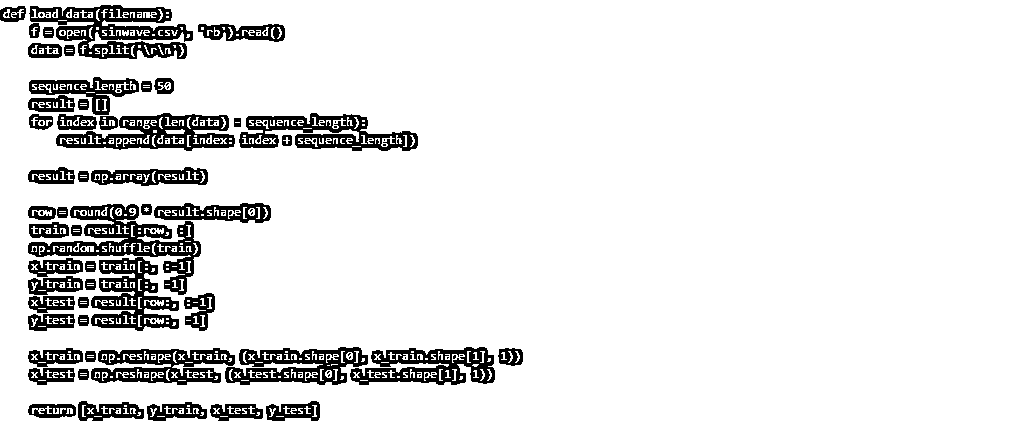 def load_data(filename):
    f = open('sinwave.csv', 'rb').read()
    data = f.split('\r\n')

    sequence_length = 50
    result = []
    for index in range(len(data) - sequence_length):
        result.append(data[index: index + sequence_length])

    result = np.array(result)

    row = round(0.9 * result.shape[0])
    train = result[:row, :]
    np.random.shuffle(train)
    x_train = train[:, :-1]
    y_train = train[:, -1]
    x_test = result[row:, :-1]
    y_test = result[row:, -1]

    x_train = np.reshape(x_train, (x_train.shape[0], x_train.shape[1], 1))
    x_test = np.reshape(x_test, (x_test.shape[0], x_test.shape[1], 1))

    return [x_train, y_train, x_test, y_test]